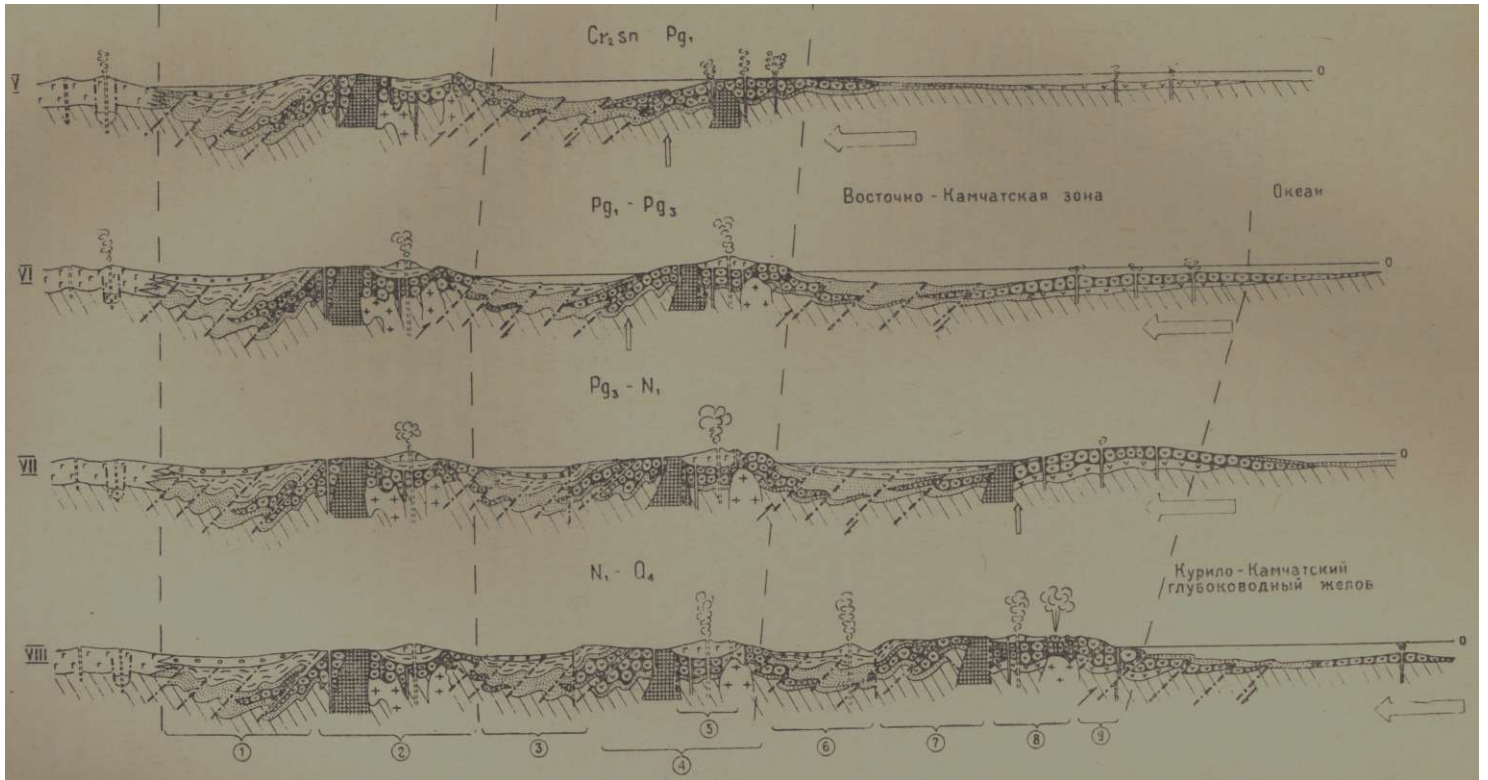 Cr₂sn Pg₁
V
0
Pg₁ - Pg₃
Восточно - Камчатская зона
Океан
VI
0
Pg₃ - N₁
VII
0
N₁ - Q₄
Курило - Камчатский
глубоководный желоб
VIII
0
1
2
3
4
5
6
7
8
9